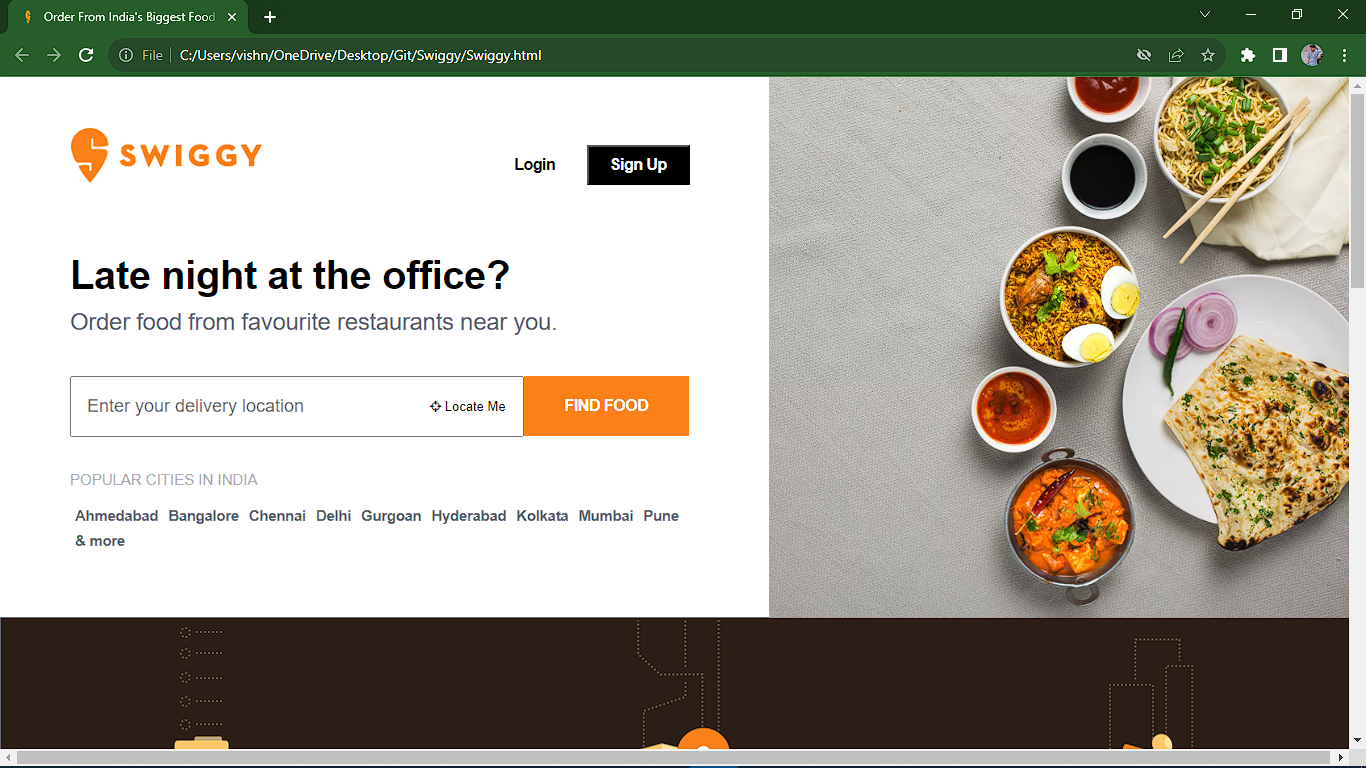 Order From India's Biggest Food
File C:/Users/vishn/OneDrive/Desktop/Git/Swiggy/Swiggy.html
SWIGGY
Login Sign Up
Late night at the office?
Order food from favourite restaurants near you.
Enter your delivery location Locate Me FIND FOOD
POPULAR CITIES IN INDIA
Ahmedabad Bangalore Chennai Delhi Gurgoan Hyderabad Kolkata Mumbai Pune
& more